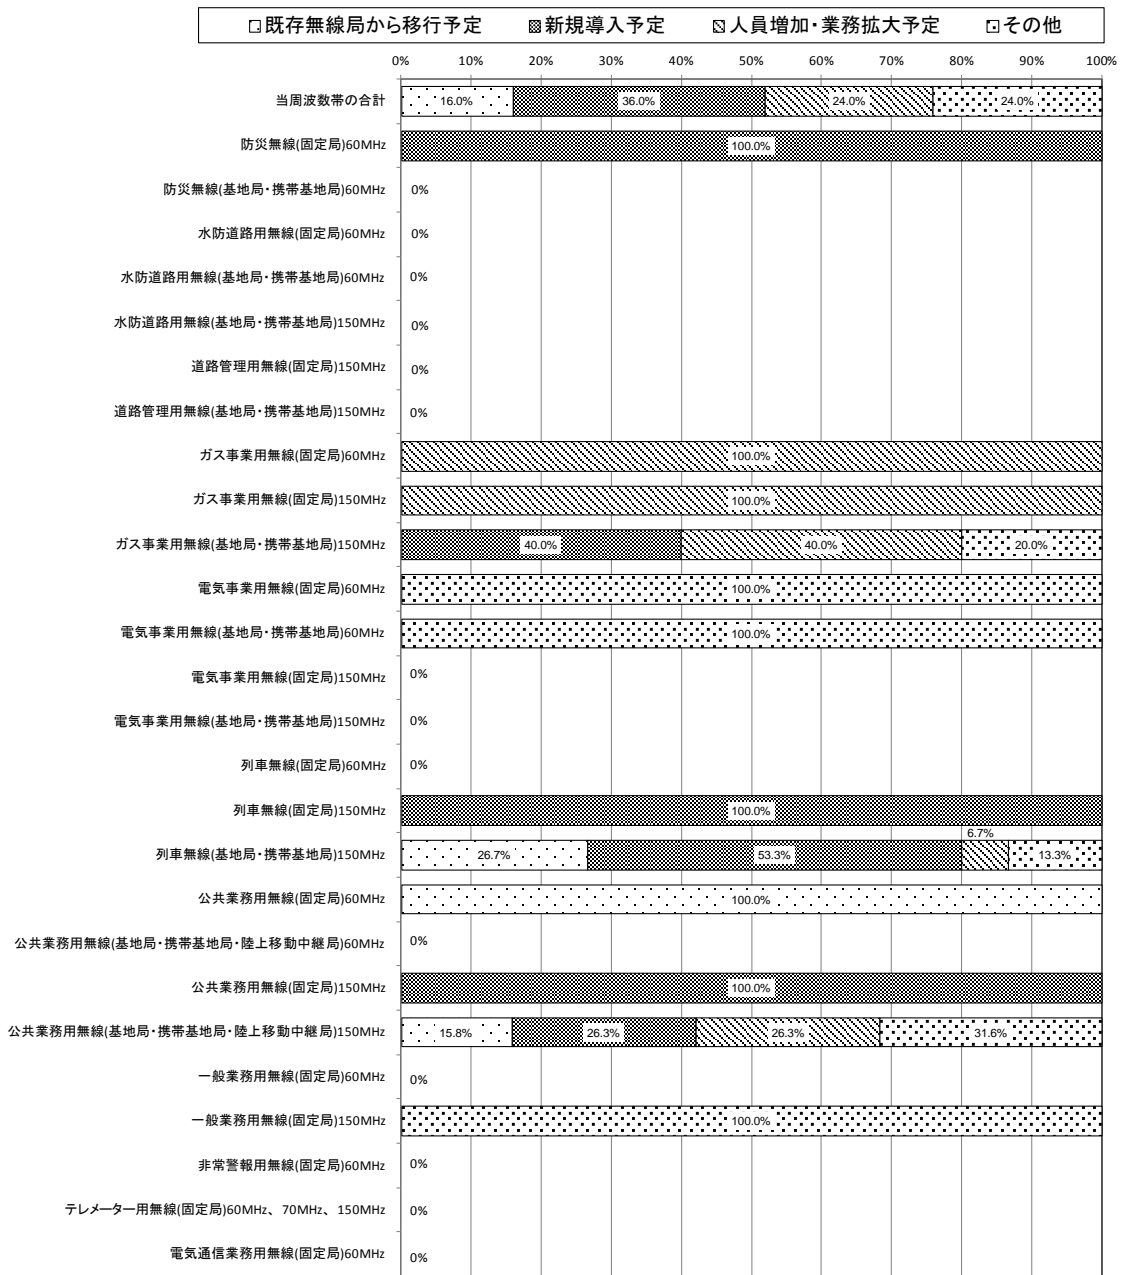 既存無線局から移行予定 新規導入予定 人員増加・業務拡大予定 その他
0% 10% 20% 30% 40% 50% 60% 70% 80% 90% 100%
当周波数帯の合計 16.0% 36.0% 24.0% 24.0%
防災無線(固定局)60MHz 100.0%
防災無線(基地局・携帯基地局)60MHz 0%
水防道路用無線(固定局)60MHz 0%
水防道路用無線(基地局・携帯基地局)60MHz 0%
水防道路用無線(基地局・携帯基地局)150MHz 0%
道路管理用無線(固定局)150MHz 0%
道路管理用無線(基地局・携帯基地局)150MHz 0%
ガス事業用無線(固定局)60MHz 100.0%
ガス事業用無線(固定局)150MHz 100.0%
ガス事業用無線(基地局・携帯基地局)150MHz 40.0% 40.0% 20.0%
電気事業用無線(固定局)60MHz 100.0%
電気事業用無線(基地局・携帯基地局)60MHz 100.0%
電気事業用無線(固定局)150MHz 0%
電気事業用無線(基地局・携帯基地局)150MHz 0%
列車無線(固定局)60MHz 0%
列車無線(固定局)150MHz 100.0%
列車無線(基地局・携帯基地局)150MHz 26.7% 53.3% 6.7% 13.3%
公共業務用無線(固定局)60MHz 100.0%
公共業務用無線(基地局・携帯基地局・陸上移動中継局)60MHz 0%
公共業務用無線(固定局)150MHz 100.0%
公共業務用無線(基地局・携帯基地局・陸上移動中継局)150MHz 15.8% 26.3% 26.3% 31.6%
一般業務用無線(固定局)60MHz 0%
一般業務用無線(固定局)150MHz 100.0%
非常警報用無線(固定局)60MHz 0%
テレメーター用無線(固定局)60MHz、70MHz、150MHz 0%
電気通信業務用無線(固定局)60MHz 0%